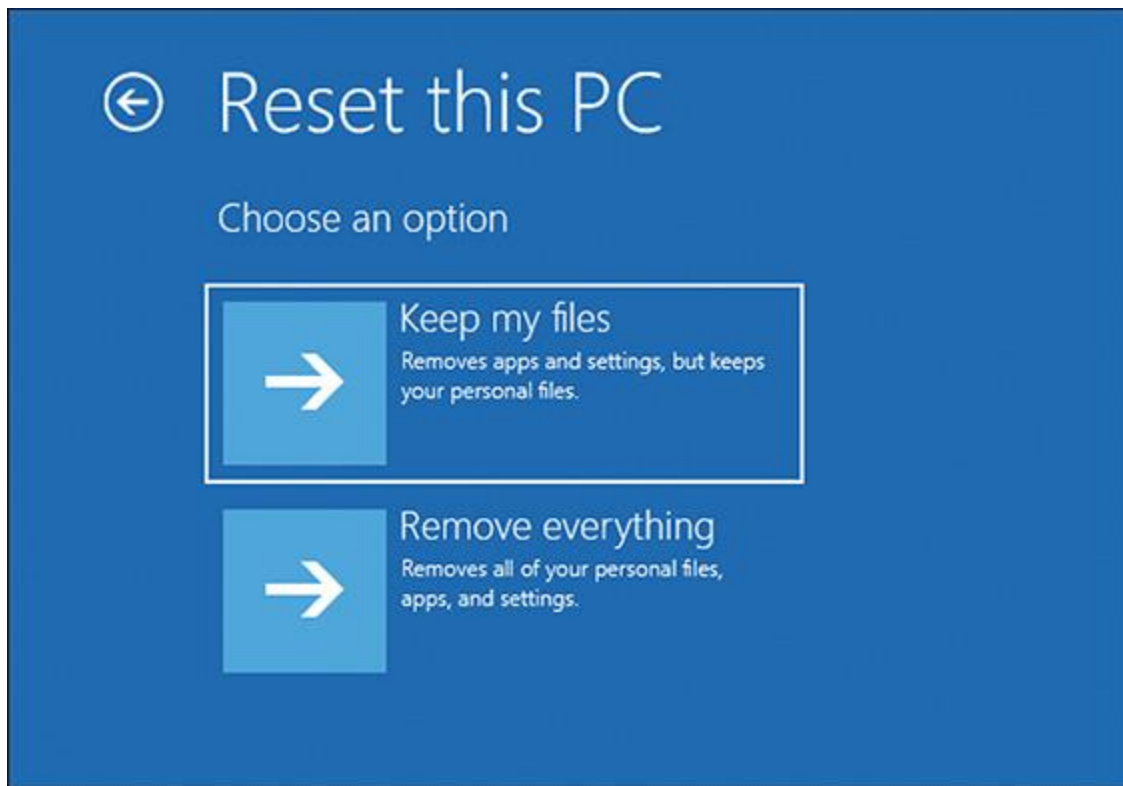 Reset this PC
Choose an option
Keep my files
Removes apps and settings, but keeps
your personal files.
Remove everything
Removes all of your personal files,
apps, and settings.